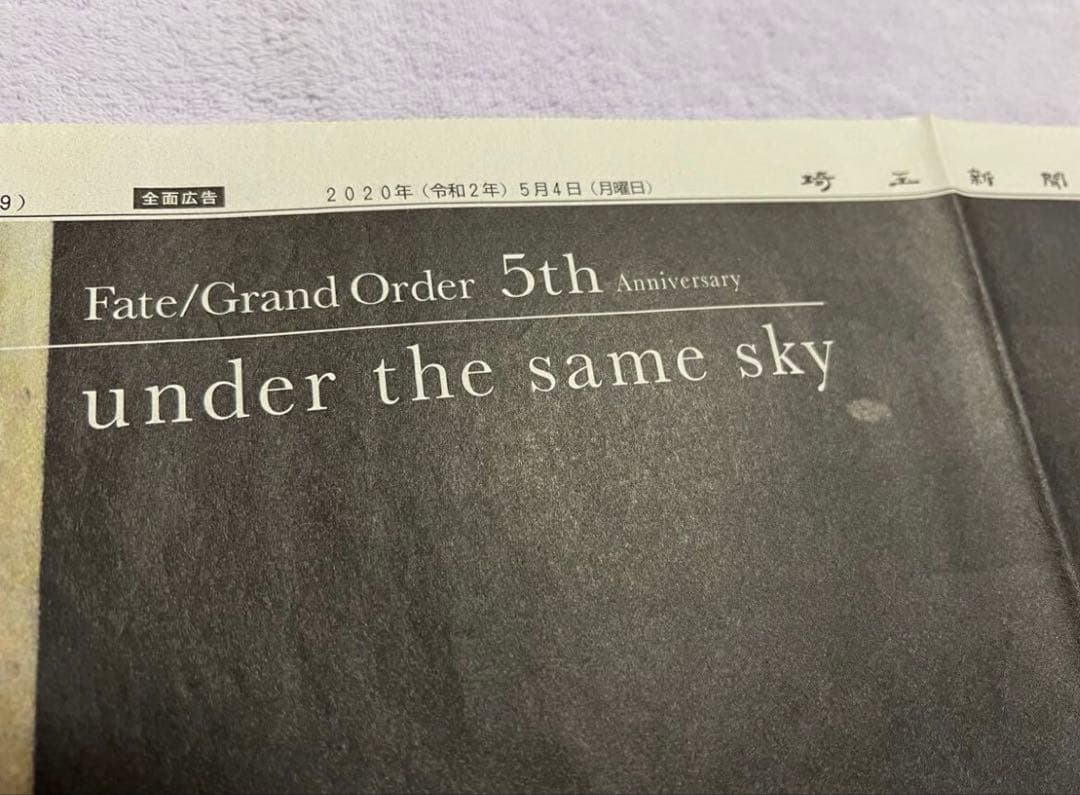 9)
全面広告
2020年(令和2年)5月4日(月曜日)
埼玉新聞
Fate/Grand Order 5th Anniversary
under the same sky